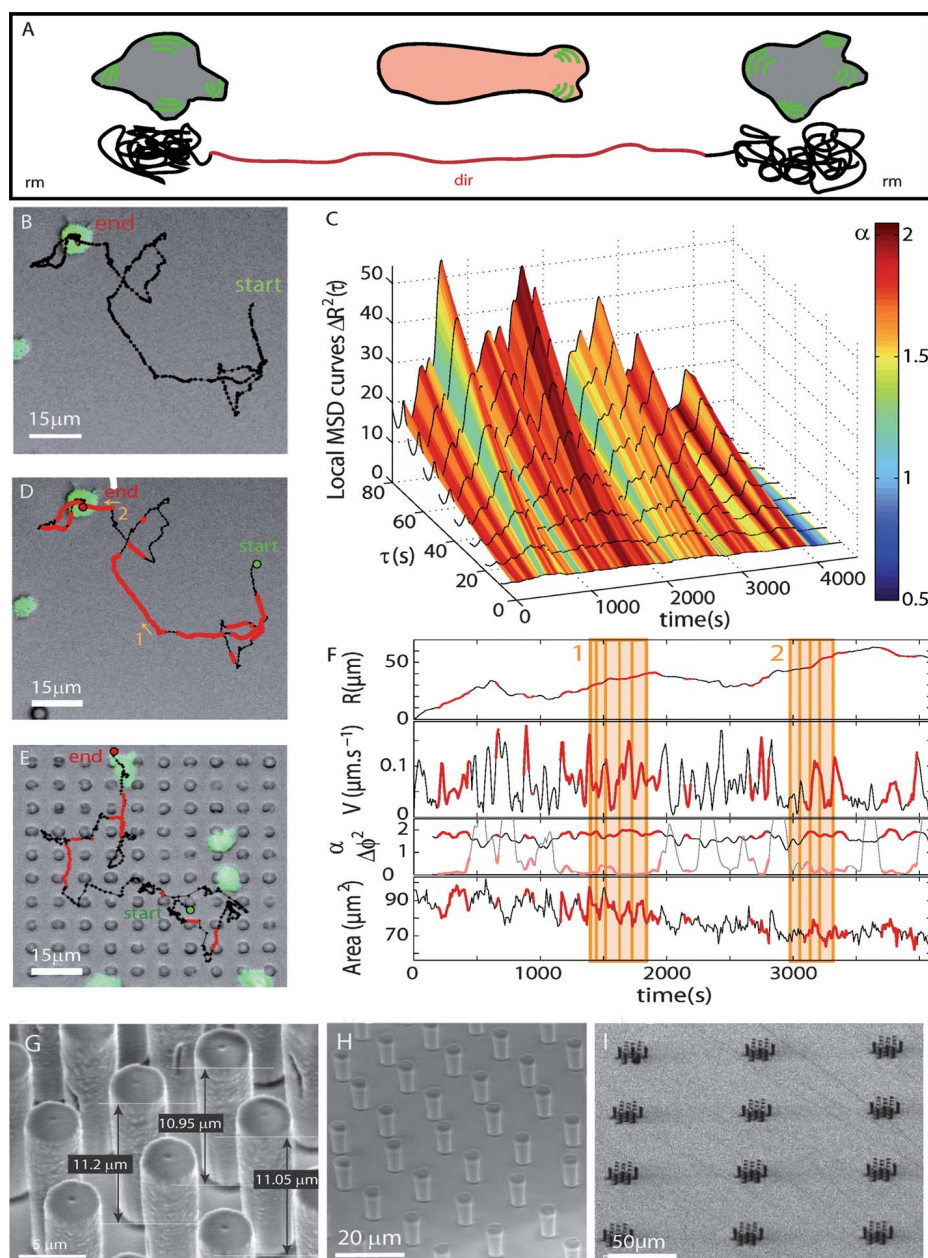 A
rm
dir
rm
B
end
start
15μm
C
α
2
1.5
1
0.5
Local MSD curves ΔR²(τ)
50
40
30
20
10
0
80
60
40
20
0
τ(s)
0
1000
2000
3000
4000
time(s)
D
end
2
start
1
15μm
E
end
start
15μm
F
1
2
R(μm)
50
0
V (μm.s⁻¹)
0.1
0
α
Δϕ²
2
1
0
Area (μm²)
90
70
0
1000
2000
3000
time(s)
G
10.95 μm
11.2 μm
11.05 μm
5 μm
H
20 μm
I
50μm